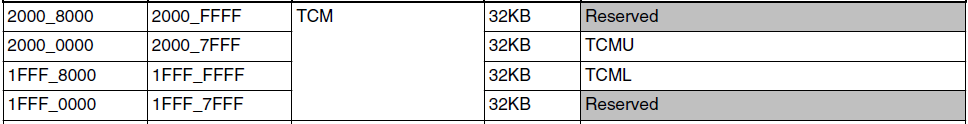 2000_8000 2000_FFFF TCM 32KB Reserved
2000_0000 2000_7FFF 32KB TCMU
1FFF_8000 1FFF_FFFF 32KB TCML
1FFF_0000 1FFF_7FFF 32KB Reserved